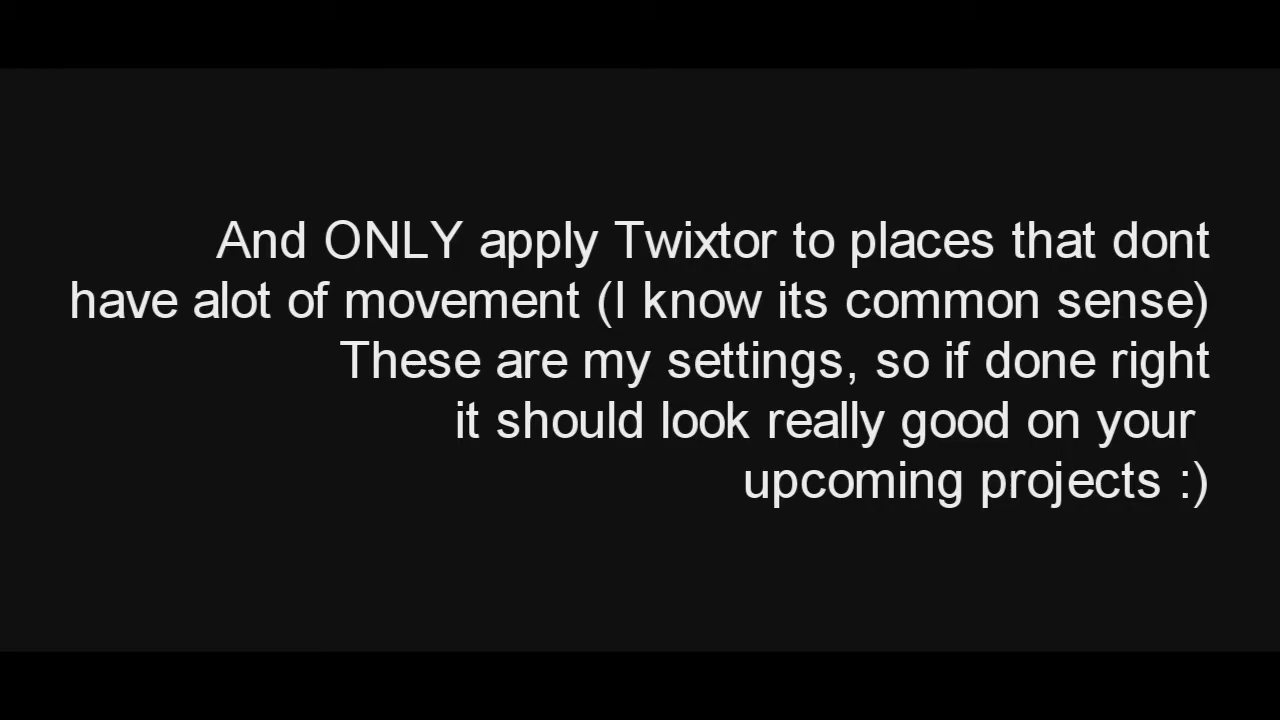 And ONLY apply Twixtor to places that dont
have alot of movement (I know its common sense)
These are my settings, so if done right
it should look really good on your
upcoming projects :)